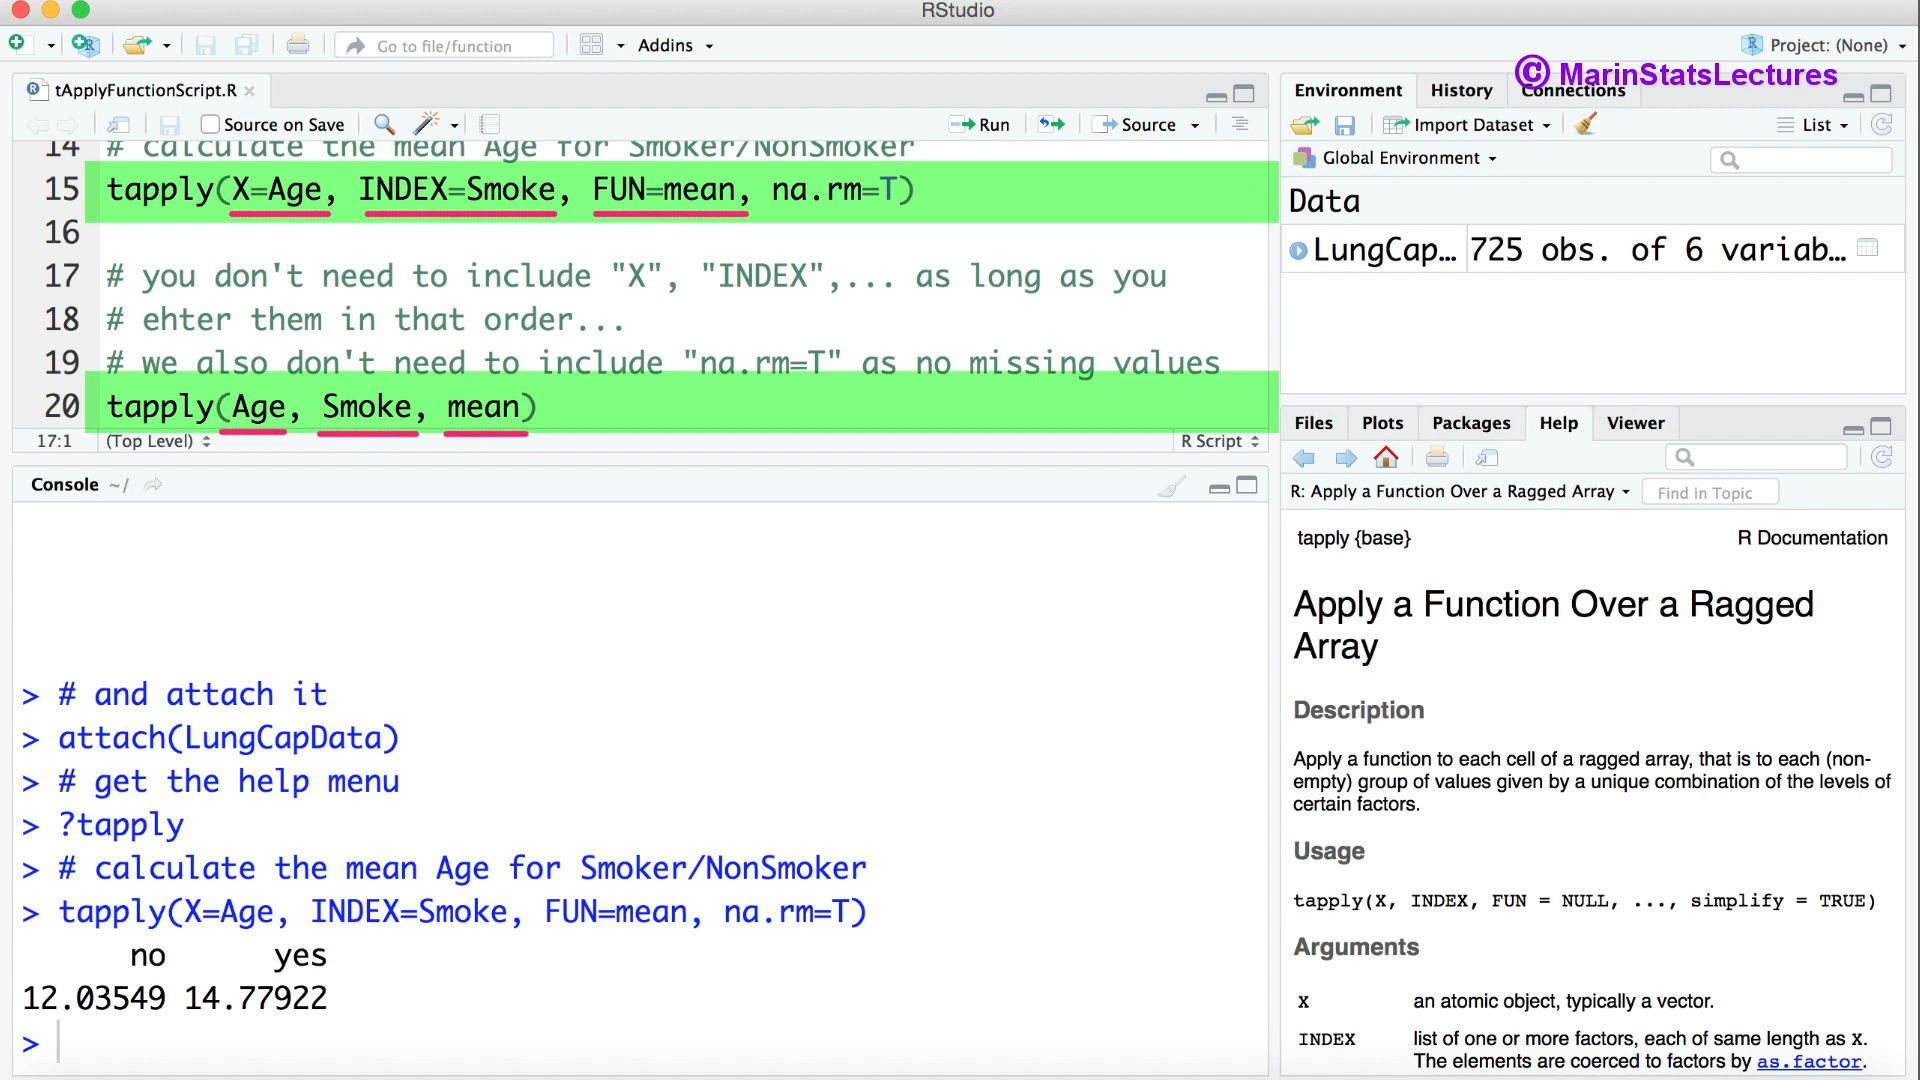 RStudio
Go to file/function
Addins
Project: (None)
© MarinStatsLectures
tApplyFunctionScript.R
Source on Save
Run
Source
14 # calculate the mean Age for Smoker/NonSmoker
15 tapply(X=Age, INDEX=Smoke, FUN=mean, na.rm=T)
16
17 # you don't need to include "X", "INDEX",... as long as you
18 # ehter them in that order...
19 # we also don't need to include "na.rm=T" as no missing values
20 tapply(Age, Smoke, mean)
17:1 (Top Level) R Script
Console ~/
> # and attach it
> attach(LungCapData)
> # get the help menu
> ?tapply
> # calculate the mean Age for Smoker/NonSmoker
> tapply(X=Age, INDEX=Smoke, FUN=mean, na.rm=T)
no yes
12.03549 14.77922
>
Environment History Connections
Import Dataset List
Global Environment
Data
LungCap... 725 obs. of 6 variab...
Files Plots Packages Help Viewer
R: Apply a Function Over a Ragged Array Find in Topic
tapply {base} R Documentation
Apply a Function Over a Ragged
Array
Description
Apply a function to each cell of a ragged array, that is to each (non-
empty) group of values given by a unique combination of the levels of
certain factors.
Usage
tapply(X, INDEX, FUN = NULL, ..., simplify = TRUE)
Arguments
X an atomic object, typically a vector.
INDEX list of one or more factors, each of same length as X.
The elements are coerced to factors by as.factor.